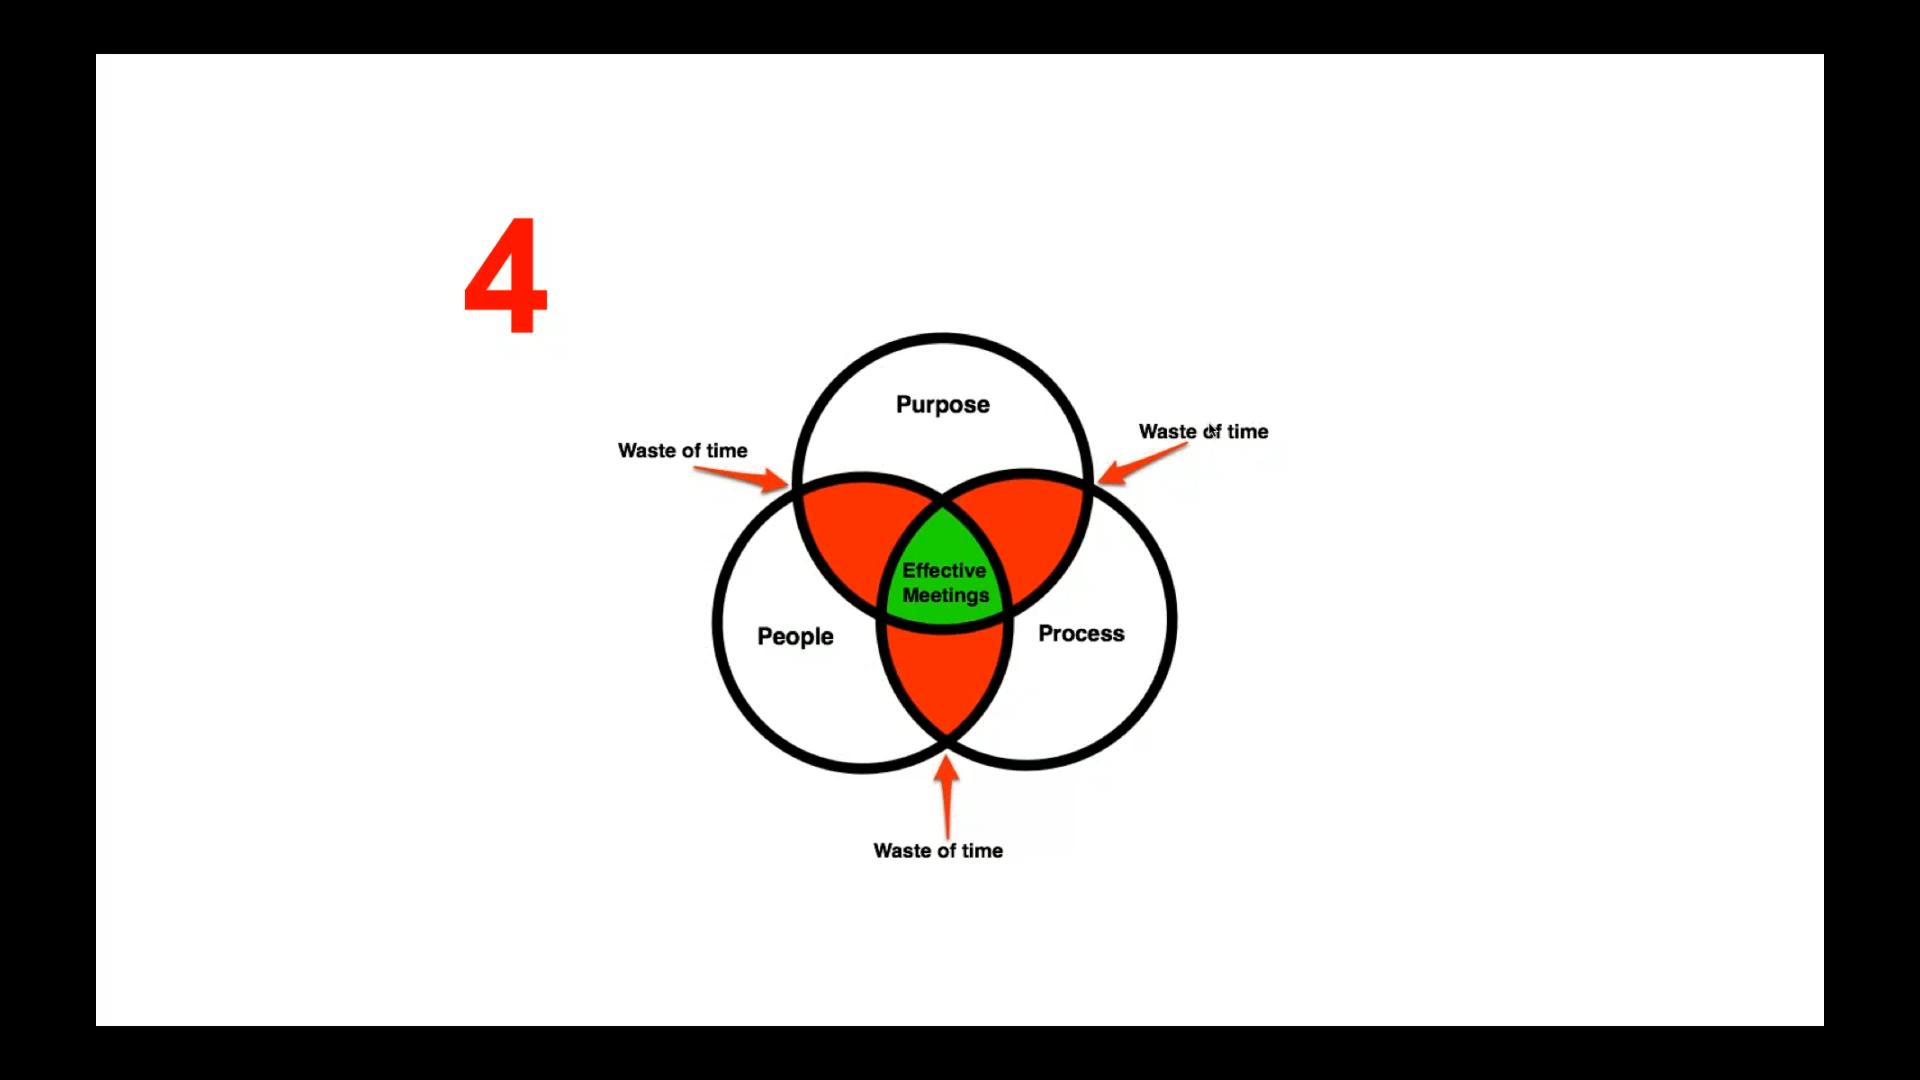 4
Purpose
Waste of time
Waste of time
Effective
Meetings
People
Process
Waste of time